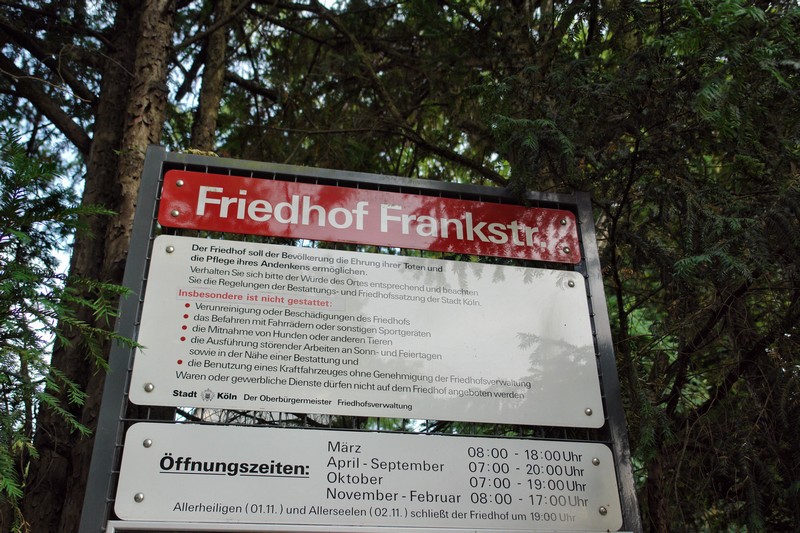 Friedhof Frankstr.
Der Friedhof soll der Bevölkerung die Ehrung ihrer Toten und
die Pflege ihres Andenkens ermöglichen.
Verhalten Sie sich bitte der Würde des Ortes entsprechend und beachten
Sie die Regelungen der Bestattungs- und Friedhofssatzung der Stadt Köln.
Insbesondere ist nicht gestattet:
• Verunreinigung oder Beschädigungen des Friedhofs
• das Befahren mit Fahrrädern oder sonstigen Sportgeräten
• die Mitnahme von Hunden oder anderen Tieren
• die Ausführung störender Arbeiten an Sonn- und Feiertagen
sowie in der Nähe einer Bestattung und
• die Benutzung eines Kraftfahrzeuges ohne Genehmigung der Friedhofsverwaltung
Waren oder gewerbliche Dienste dürfen nicht auf dem Friedhof angeboten werden
Stadt Köln Der Oberbürgermeister Friedhofsverwaltung
Öffnungszeiten:
März 08:00 - 18:00 Uhr
April - September 07:00 - 20:00 Uhr
Oktober 07:00 - 19:00 Uhr
November - Februar 08:00 - 17:00 Uhr
Allerheiligen (01.11.) und Allerseelen (02.11.) schließt der Friedhof um 19:00 Uhr